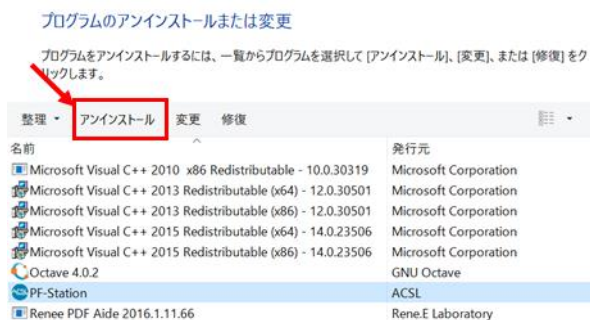 プログラムのアンインストールまたは変更
プログラムをアンインストールするには、一覧からプログラムを選択して [アンインストール]、[変更]、または [修復] をク
リックします。
整理 アンインストール 変更 修復
名前 発行元
Microsoft Visual C++ 2010 x86 Redistributable - 10.0.30319 Microsoft Corporation
Microsoft Visual C++ 2013 Redistributable (x64) - 12.0.30501 Microsoft Corporation
Microsoft Visual C++ 2013 Redistributable (x86) - 12.0.30501 Microsoft Corporation
Microsoft Visual C++ 2015 Redistributable (x64) - 14.0.23506 Microsoft Corporation
Microsoft Visual C++ 2015 Redistributable (x86) - 14.0.23506 Microsoft Corporation
Octave 4.0.2 GNU Octave
PF-Station ACSL
Renee PDF Aide 2016.1.11.66 Rene.E Laboratory